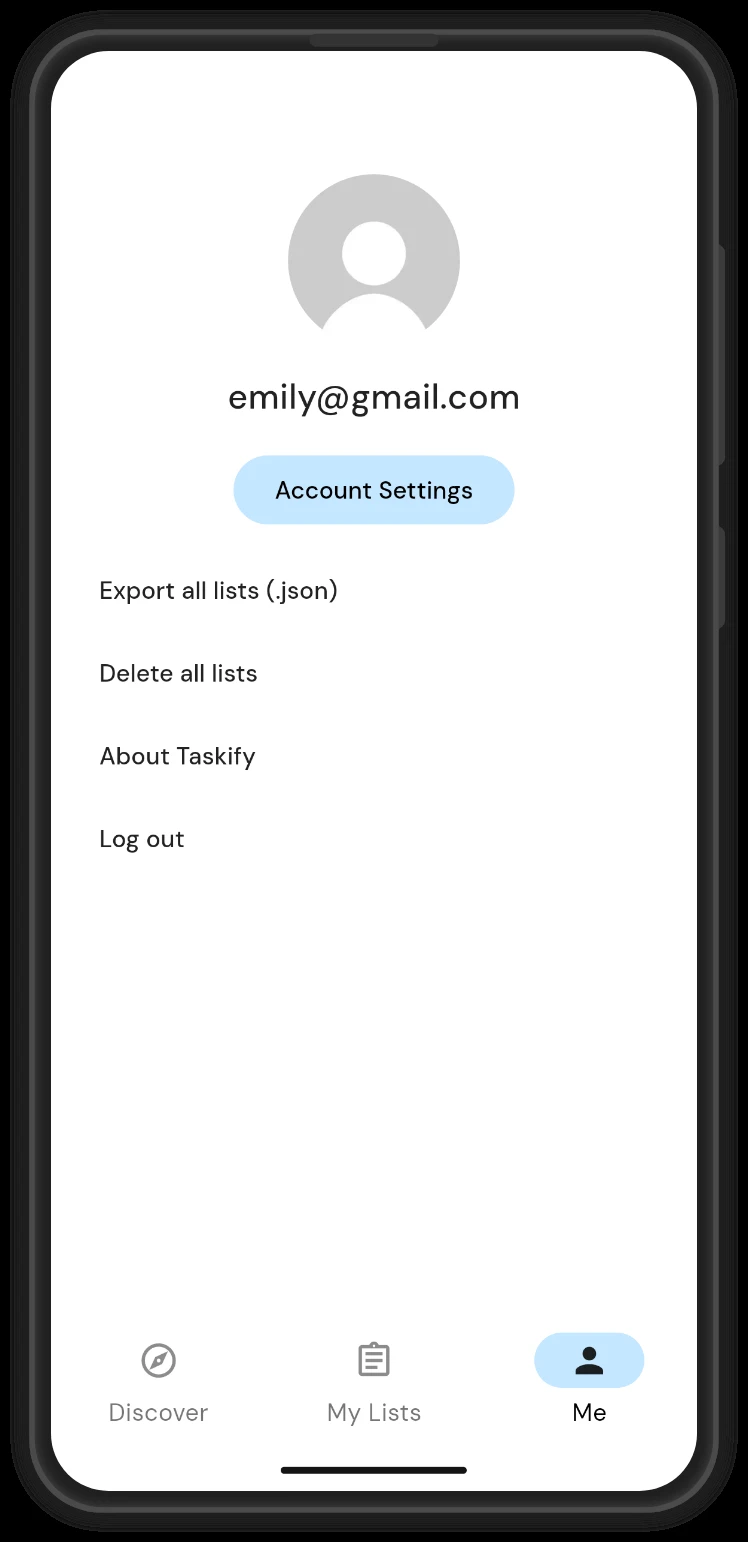 emily@gmail.com
Account Settings
Export all lists (.json)
Delete all lists
About Taskify
Log out
Discover
My Lists
Me